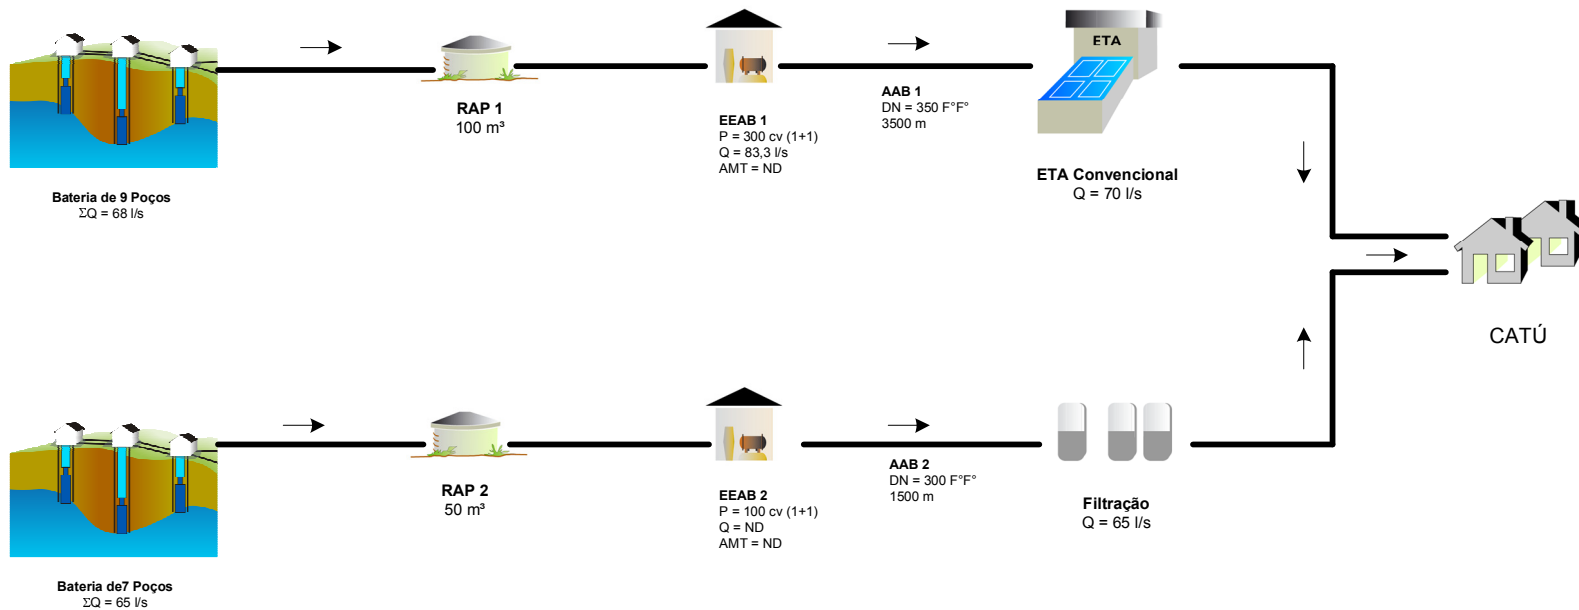 ETA
RAP 1
100 m³
EEAB 1
P = 300 cv (1+1)
Q = 83,3 l/s
AMT = ND
AAB 1
DN = 350 F°F°
3500 m
ETA Convencional
Q = 70 l/s
Bateria de 9 Poços
ΣQ = 68 l/s
CATÚ
RAP 2
50 m³
EEAB 2
P = 100 cv (1+1)
Q = ND
AMT = ND
AAB 2
DN = 300 F°F°
1500 m
Filtração
Q = 65 l/s
Bateria de7 Poços
ΣQ = 65 l/s